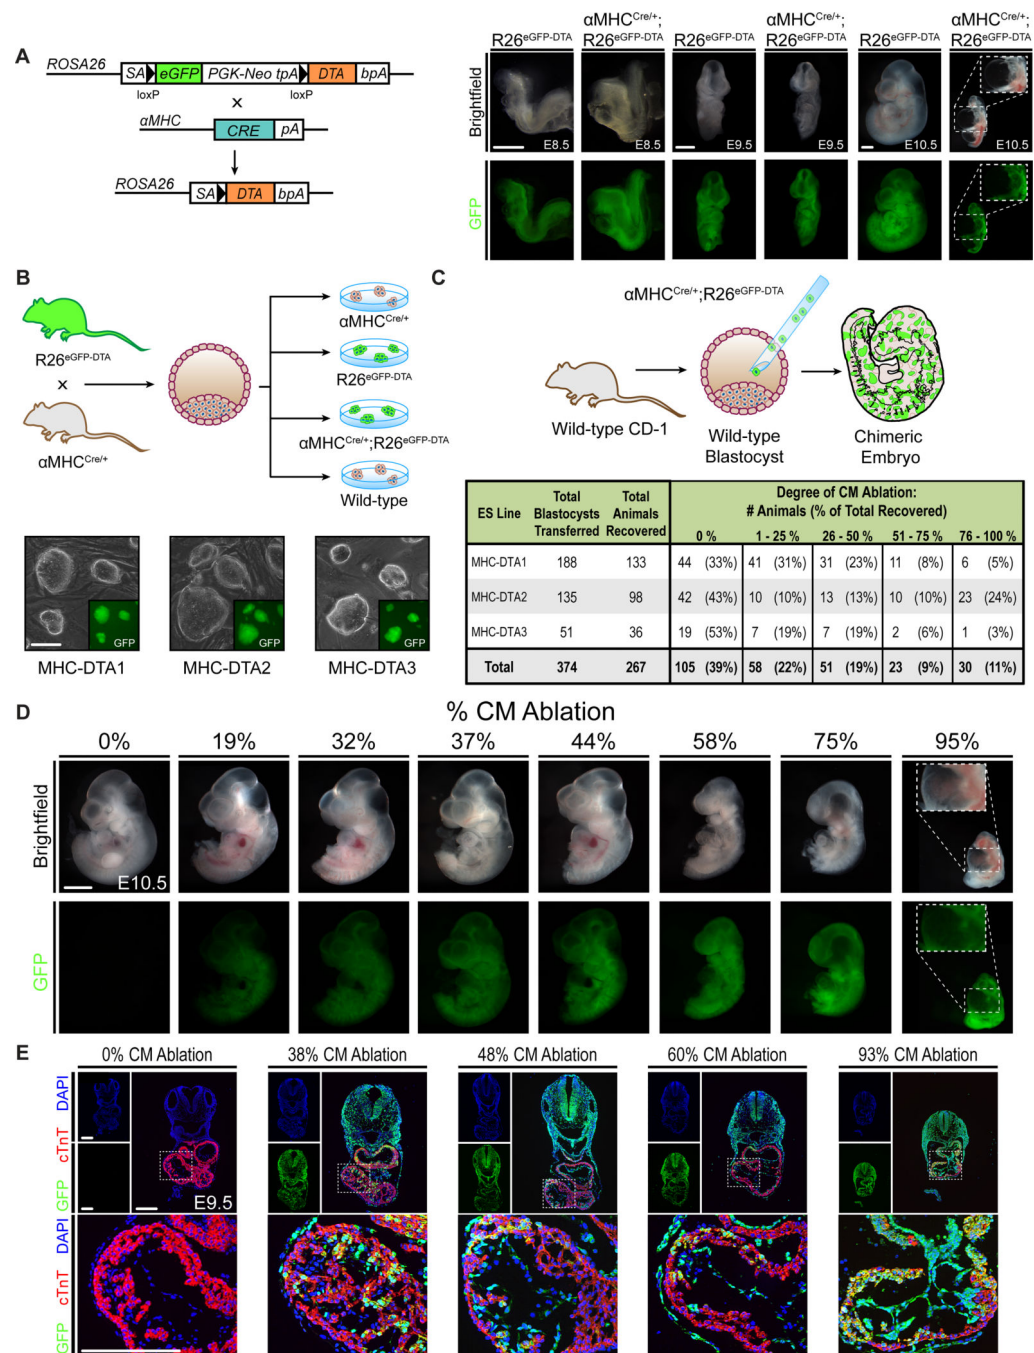 A
ROSA26
SA eGFP PGK-Neo tpA DTA bpA
loxP loxP
×
αMHC
CRE pA
ROSA26
SA DTA bpA
R26eGFP-DTA
αMHCCre/+;
R26eGFP-DTA
R26eGFP-DTA
αMHCCre/+;
R26eGFP-DTA
R26eGFP-DTA
αMHCCre/+;
R26eGFP-DTA
Brightfield
E8.5 E8.5 E9.5 E9.5 E10.5 E10.5
GFP
B
R26eGFP-DTA
×
αMHCCre/+
αMHCCre/+
R26eGFP-DTA
αMHCCre/+;R26eGFP-DTA
Wild-type
GFP GFP GFP
MHC-DTA1 MHC-DTA2 MHC-DTA3
C
αMHCCre/+;R26eGFP-DTA
Wild-type CD-1
Wild-type
Blastocyst
Chimeric
Embryo
ES Line
Total
Blastocysts
Transferred
Total
Animals
Recovered
Degree of CM Ablation:
# Animals (% of Total Recovered)
0 % 1 - 25 % 26 - 50 % 51 - 75 % 76 - 100 %
MHC-DTA1 188 133 44 (33%) 41 (31%) 31 (23%) 11 (8%) 6 (5%)
MHC-DTA2 135 98 42 (43%) 10 (10%) 13 (13%) 10 (10%) 23 (24%)
MHC-DTA3 51 36 19 (53%) 7 (19%) 7 (19%) 2 (6%) 1 (3%)
Total 374 267 105 (39%) 58 (22%) 51 (19%) 23 (9%) 30 (11%)
D
% CM Ablation
0% 19% 32% 37% 44% 58% 75% 95%
Brightfield
E10.5
GFP
E
0% CM Ablation 38% CM Ablation 48% CM Ablation 60% CM Ablation 93% CM Ablation
GFP cTnT DAPI
E9.5
GFP cTnT DAPI